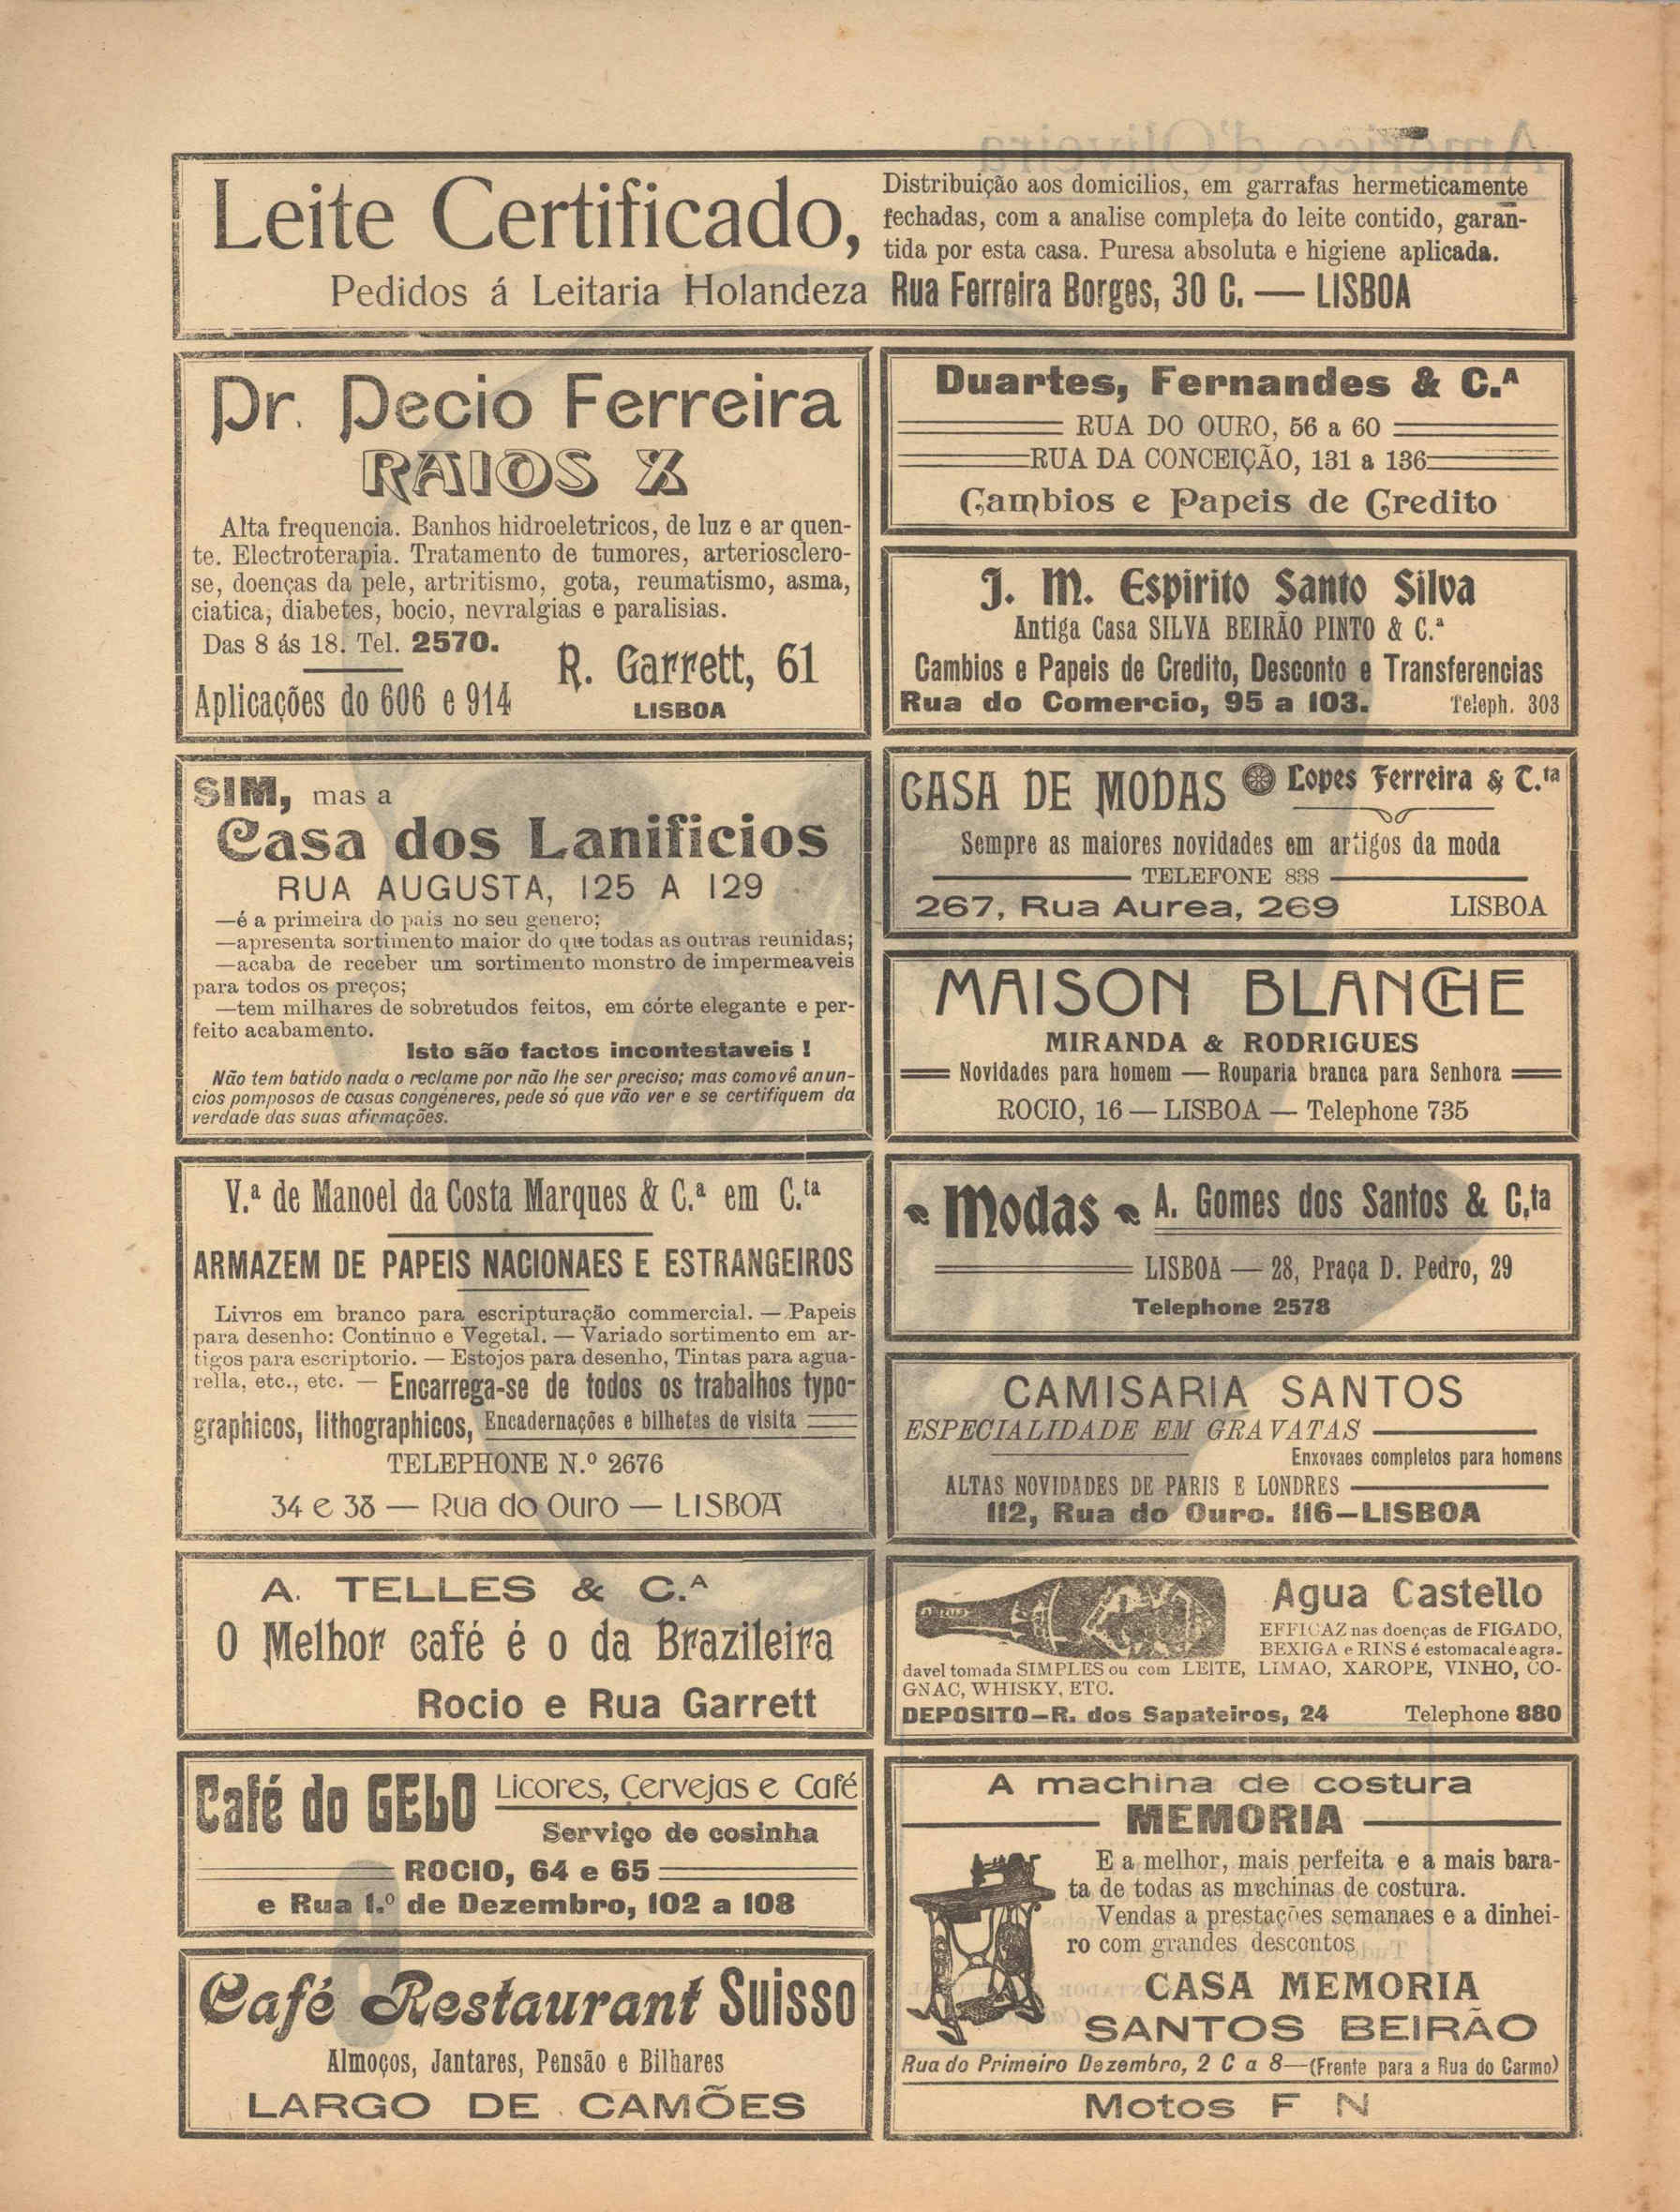 Leite Certificado,
Distribuição aos domicilios, em garrafas hermeticamente
fechadas, com a analise completa do leite contido, garan-
tida por esta casa. Puresa absoluta e higiene aplicada.
Pedidos á Leitaria Holandeza Rua Ferreira Borges, 30 C. — LISBOA
Dr. Decio Ferreira
RAIOS X
Alta frequencia. Banhos hidroeletricos, de luz e ar quen-
te. Electroterapia. Tratamento de tumores, arteriosclero-
se, doenças da pele, artritismo, gota, reumatismo, asma,
ciatica, diabetes, bocio, nevralgias e paralisias.
Das 8 ás 18. Tel. 2570.
Aplicações do 606 e 914
R. Garrett, 61
LISBOA
SIM, mas a
Casa dos Lanificios
RUA AUGUSTA, 125 A 129
—é a primeira do pais no seu genero;
—apresenta sortimento maior do que todas as outras reunidas;
—acaba de receber um sortimento monstro de impermeaveis
para todos os preços;
—tem milhares de sobretudos feitos, em córte elegante e per-
feito acabamento.
Isto são factos incontestaveis !
Não tem batido nada o reclame por não lhe ser preciso; mas como vê anun-
cios pomposos de casas congéneres, pede só que vão ver e se certifiquem da
verdade das suas afirmações.
V.ª de Manoel da Costa Marques & C.ª em C.ta
ARMAZEM DE PAPEIS NACIONAES E ESTRANGEIROS
Livros em branco para escripturação commercial. — Papeis
para desenho: Continuo e Vegetal. — Variado sortimento em ar-
tigos para escriptorio. — Estojos para desenho, Tintas para agua-
rella, etc., etc. — Encarrega-se de todos os trabalhos typo-
graphicos, lithographicos, Encadernações e bilhetes de visita
TELEPHONE N.º 2676
34 e 38 — Rua do Ouro — LISBOA
A. TELLES & C.A
O Melhor café é o da Brazileira
Rocio e Rua Garrett
Café do GELO
Licores, Cervejas e Café
Serviço de cosinha
ROCIO, 64 e 65
e Rua 1.º de Dezembro, 102 a 108
Café Restaurant Suisso
Almoços, Jantares, Pensão e Bilhares
LARGO DE CAMÕES
Duartes, Fernandes & C.A
RUA DO OURO, 56 a 60
RUA DA CONCEIÇÃO, 131 a 136
Cambios e Papeis de Credito
J. M. Espirito Santo Silva
Antiga Casa SILVA BEIRÃO PINTO & C.ª
Cambios e Papeis de Credito, Desconto e Transferencias
Rua do Comercio, 95 a 103. Teleph. 303
CASA DE MODAS Lopes Ferreira & C.ta
Sempre as maiores novidades em artigos da moda
TELEFONE 838
267, Rua Aurea, 269 LISBOA
MAISON BLANCHE
MIRANDA & RODRIGUES
Novidades para homem — Rouparia branca para Senhora
ROCIO, 16 — LISBOA — Telephone 735
Modas A. Gomes dos Santos & C.ta
LISBOA — 28, Praça D. Pedro, 29
Telephone 2578
CAMISARIA SANTOS
ESPECIALIDADE EM GRAVATAS
Enxovaes completos para homens
ALTAS NOVIDADES DE PARIS E LONDRES
112, Rua do Ouro. 116—LISBOA
Agua Castello
EFFICAZ nas doenças de FIGADO,
BEXIGA e RINS é estomacal e agra-
davel tomada SIMPLES ou com LEITE, LIMAO, XAROPE, VINHO, CO-
GNAC, WHISKY, ETC.
DEPOSITO—R. dos Sapateiros, 24 Telephone 880
A machina de costura
MEMORIA
E a melhor, mais perfeita e a mais bara-
ta de todas as machinas de costura.
Vendas a prestações semanaes e a dinhei-
ro com grandes descontos
CASA MEMORIA
SANTOS BEIRÃO
Rua do Primeiro Dezembro, 2 C a 8—(Frente para a Rua do Carmo)
Motos F N